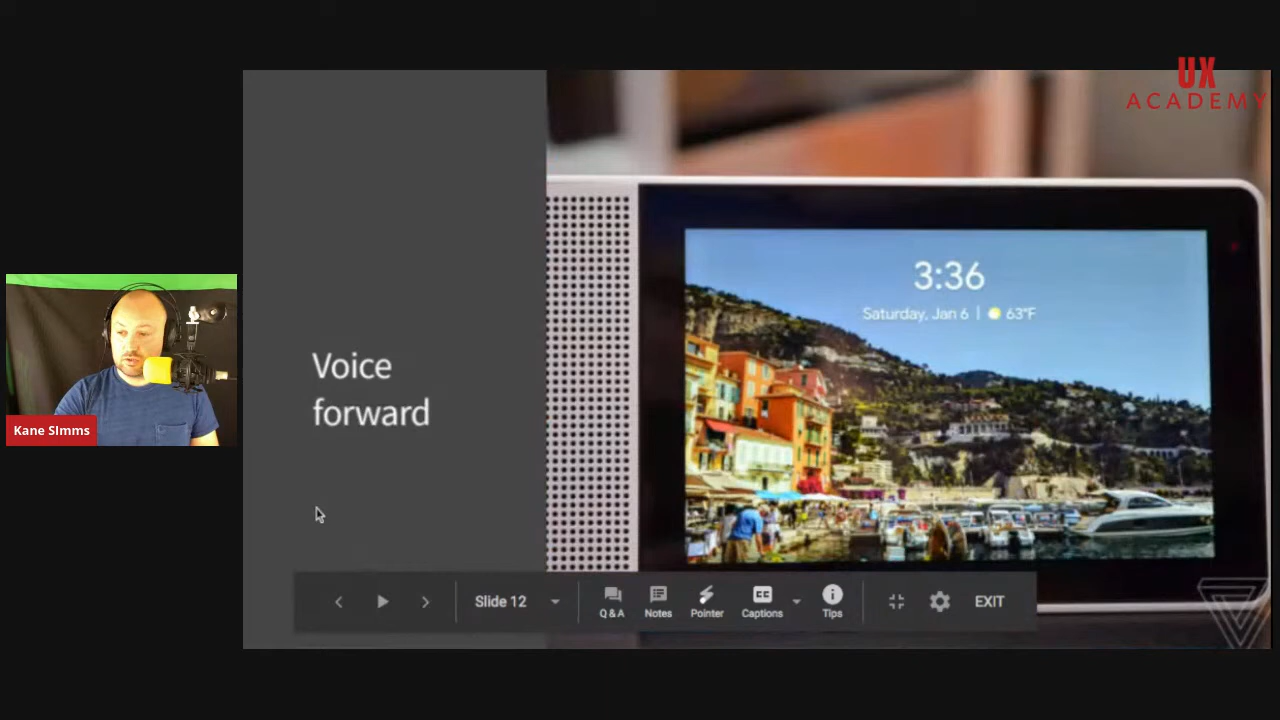 UX
ACADEMY
3:36
Saturday, Jan 6 | 63°F
Voice
forward
Kane SImms
Slide 12
Q & A
Notes
Pointer
CC
Captions
Tips
EXIT